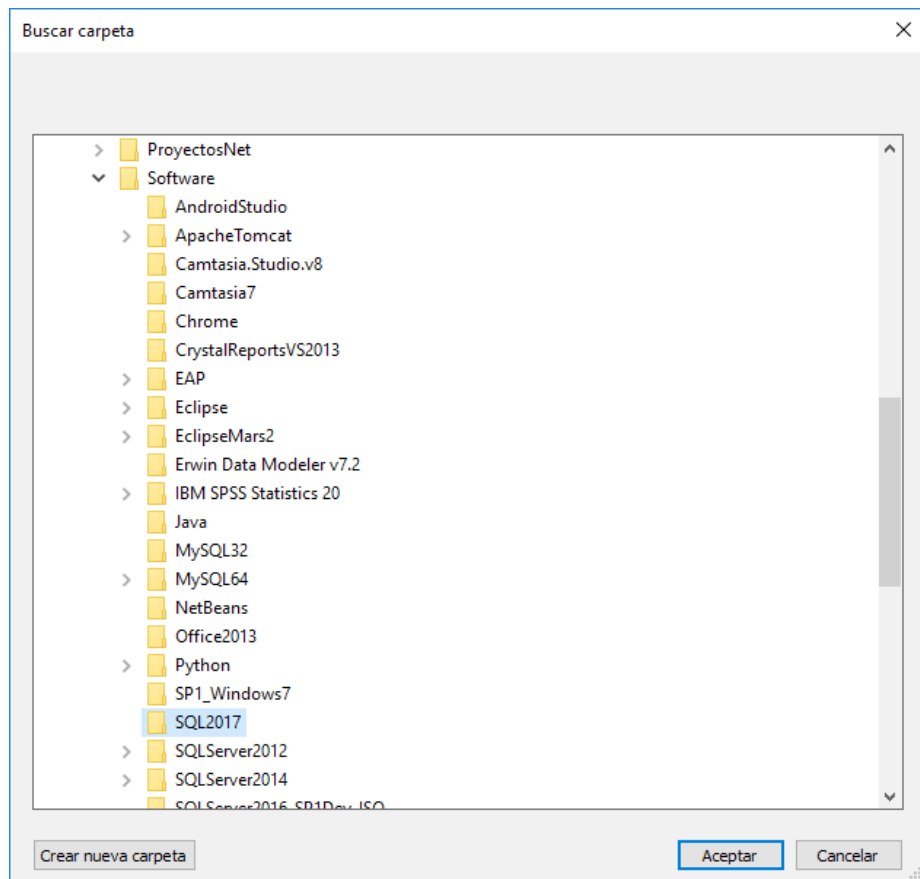 Buscar carpeta
ProyectosNet
Software
AndroidStudio
ApacheTomcat
Camtasia.Studio.v8
Camtasia7
Chrome
CrystalReportsVS2013
EAP
Eclipse
EclipseMars2
Erwin Data Modeler v7.2
IBM SPSS Statistics 20
Java
MySQL32
MySQL64
NetBeans
Office2013
Python
SP1_Windows7
SQL2017
SQLServer2012
SQLServer2014
SQLServer2016_SP1Dev_ISO
Crear nueva carpeta Aceptar Cancelar